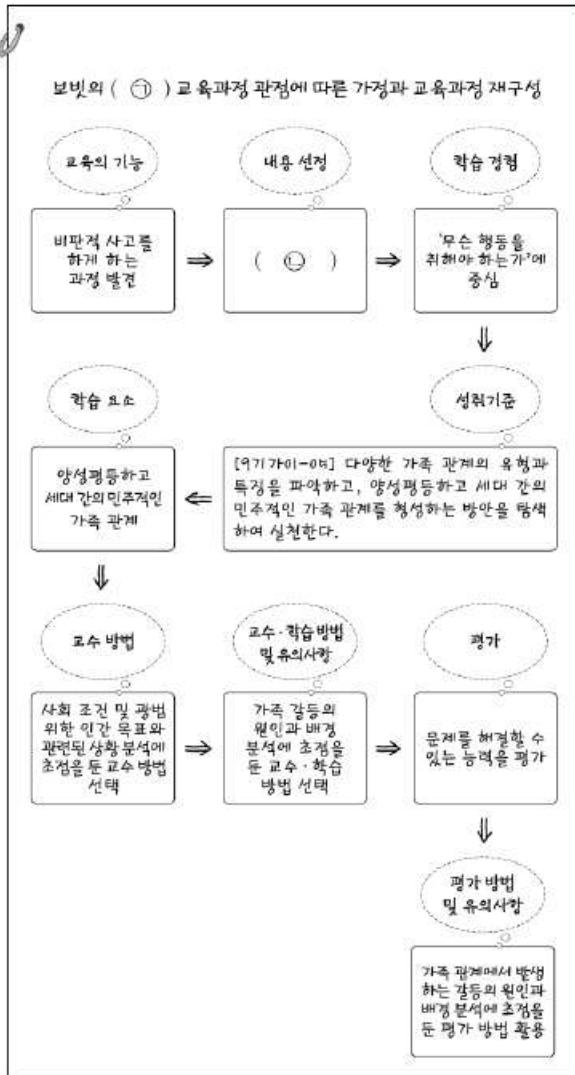 보빗의 ( ㉠ ) 교육과정 관점에 따른 가정과 교육과정 재구성
교육의 기능
비판적 사고를
하게 하는
과정 발견
내용 선정
( ㉡ )
학습 경험
'무슨 행동을
취해야 하는가'에
중심
성취기준
[9기가01-05] 다양한 가족 관계의 유형과
특징을 파악하고, 양성평등하고 세대 간의
민주적인 가족 관계를 형성하는 방안을 탐색
하여 실천한다.
학습 요소
양성평등하고
세대 간의 민주적인
가족 관계
교수 방법
사회 조건 및 광범
위한 인간 목표와
관련된 상황 분석에
초점을 둔 교수 방법
선택
교수·학습 방법
및 유의사항
가족 갈등의
원인과 배경
분석에 초점을
둔 교수·학습
방법 선택
평가
문제를 해결할 수
있는 능력을 평가
평가 방법
및 유의사항
가족 관계에서 발생
하는 갈등의 원인과
배경 분석에 초점을
둔 평가 방법 활용